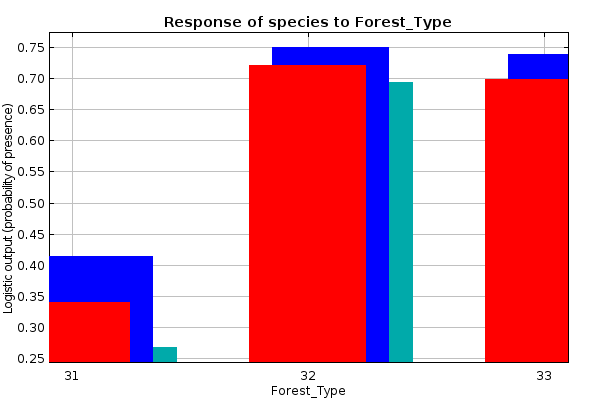 Response of species to Forest_Type
Logistic output (probability of presence)
0.75
0.70
0.65
0.60
0.55
0.50
0.45
0.40
0.35
0.30
0.25
31 32 33
Forest_Type